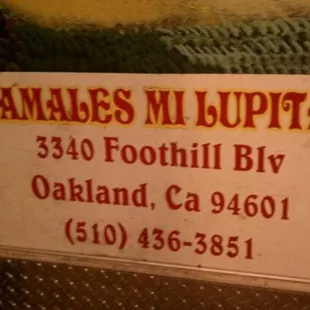 AMALES MI LUPIT
3340 Foothill Blv
Oakland, Ca 94601
(510) 436-3851